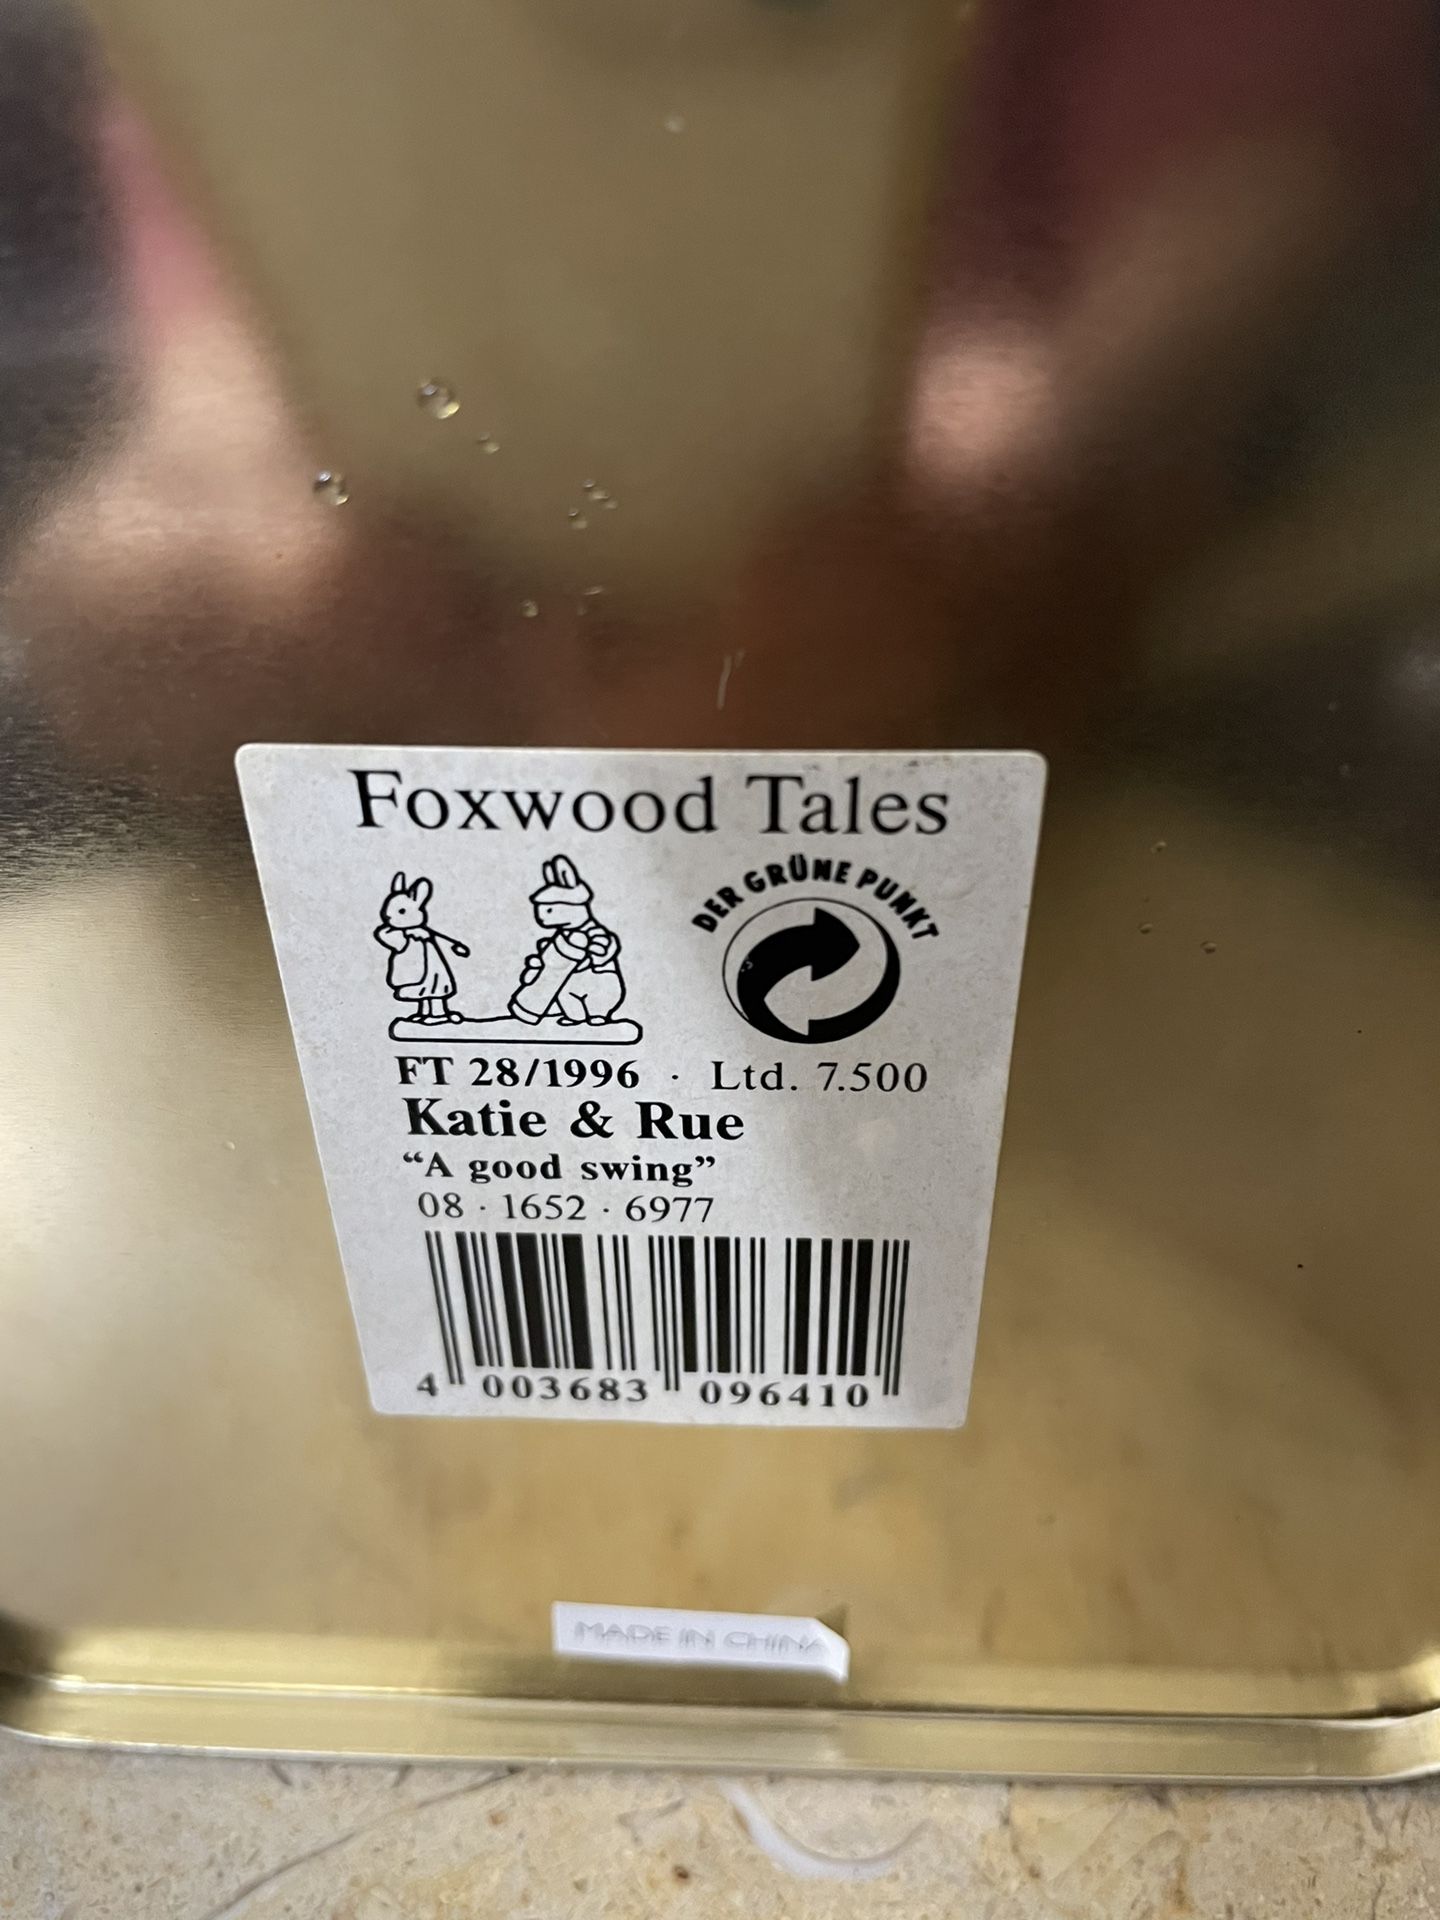 Foxwood Tales
DER GRÜNE PUNKT
FT 28/1996 · Ltd. 7.500
Katie & Rue
“A good swing”
08 · 1652 · 6977
4 003683 096410
MADE IN CHINA